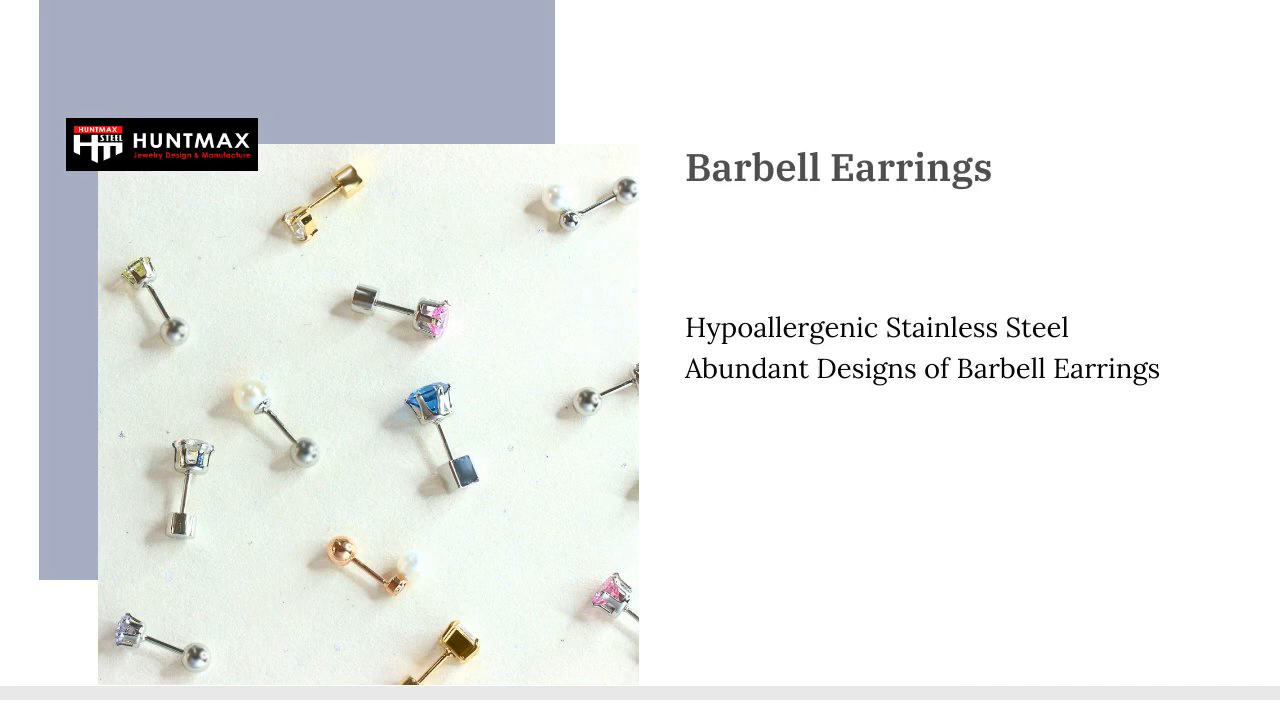 HUNTMAX
STEEL
HUNTMAX
Jewelry Design & Manufacture
Barbell Earrings
Hypoallergenic Stainless Steel
Abundant Designs of Barbell Earrings